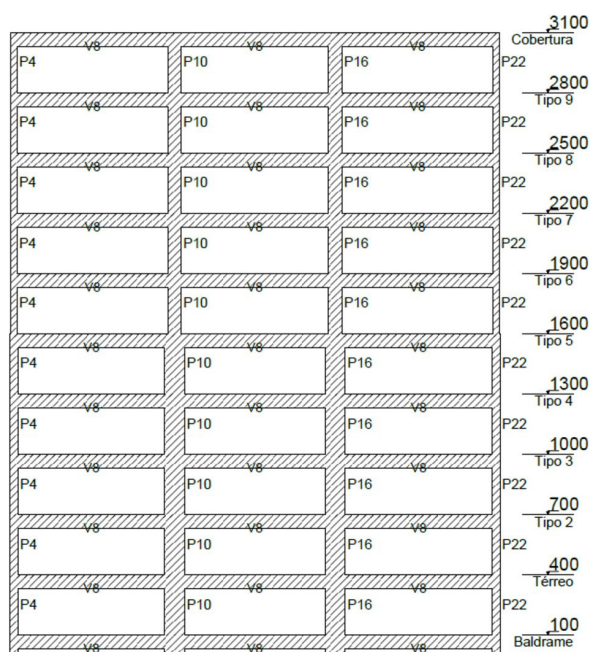 3100
V8 V8 V8 Cobertura
P4 P10 P16 P22
2800
V8 V8 V8 Tipo 9
P4 P10 P16 P22
2500
V8 V8 V8 Tipo 8
P4 P10 P16 P22
2200
V8 V8 V8 Tipo 7
P4 P10 P16 P22
1900
V8 V8 V8 Tipo 6
P4 P10 P16 P22
1600
V8 V8 V8 Tipo 5
P4 P10 P16 P22
1300
V8 V8 V8 Tipo 4
P4 P10 P16 P22
1000
V8 V8 V8 Tipo 3
P4 P10 P16 P22
700
V8 V8 V8 Tipo 2
P4 P10 P16 P22
400
V8 V8 V8 Térreo
P4 P10 P16 P22
100
Baldrame